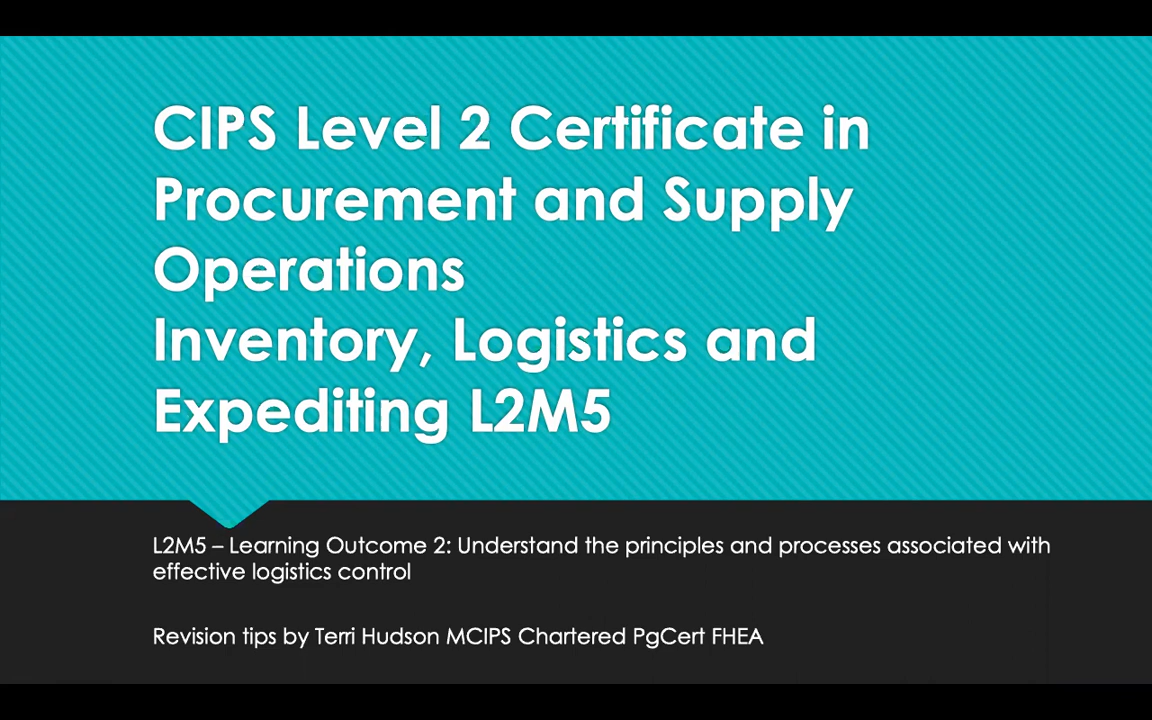 CIPS Level 2 Certificate in
Procurement and Supply
Operations
Inventory, Logistics and
Expediting L2M5
L2M5 – Learning Outcome 2: Understand the principles and processes associated with
effective logistics control
Revision tips by Terri Hudson MCIPS Chartered PgCert FHEA